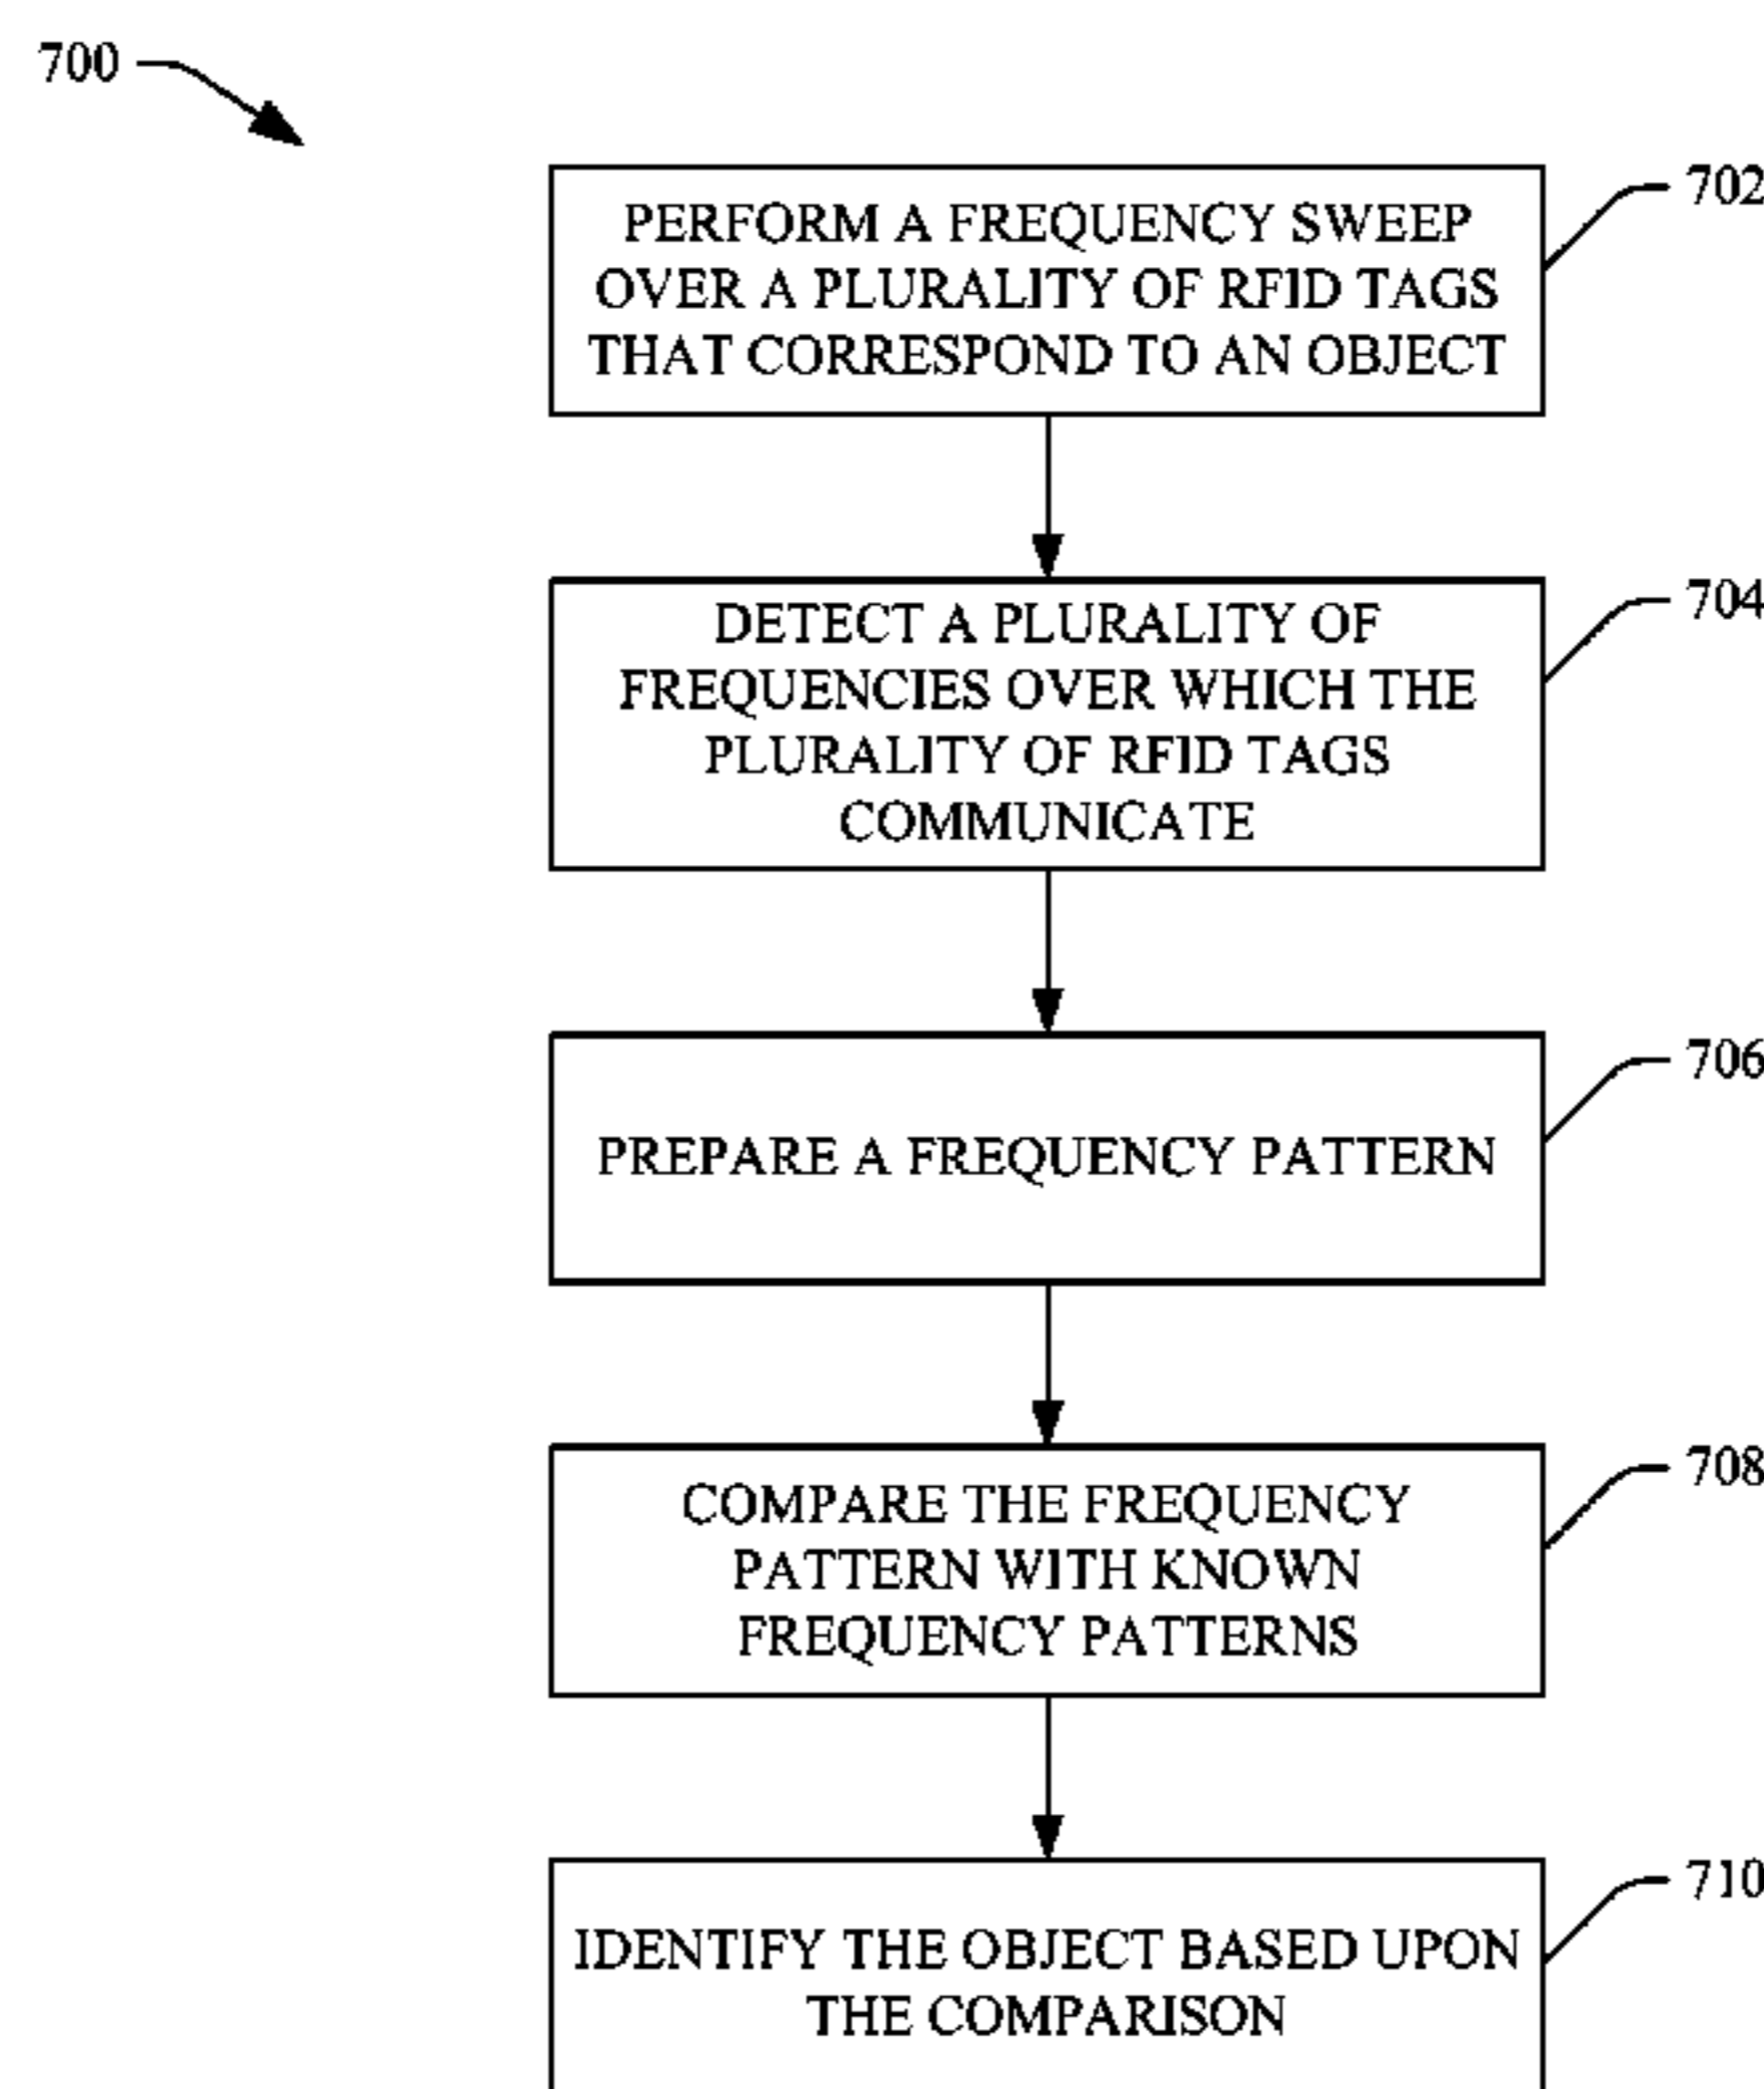 700
702
PERFORM A FREQUENCY SWEEP
OVER A PLURALITY OF RFID TAGS
THAT CORRESPOND TO AN OBJECT
704
DETECT A PLURALITY OF
FREQUENCIES OVER WHICH THE
PLURALITY OF RFID TAGS
COMMUNICATE
706
PREPARE A FREQUENCY PATTERN
708
COMPARE THE FREQUENCY
PATTERN WITH KNOWN
FREQUENCY PATTERNS
710
IDENTIFY THE OBJECT BASED UPON
THE COMPARISON